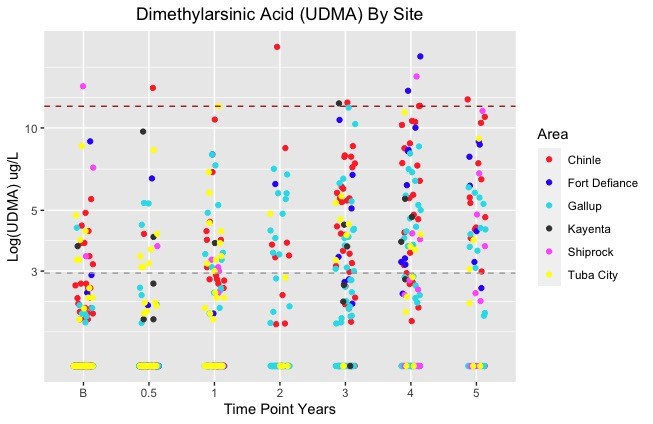 Dimethylarsinic Acid (UDMA) By Site
Log(UDMA) ug/L
10
5
3
B 0.5 1 2 3 4 5
Time Point Years
Area
Chinle
Fort Defiance
Gallup
Kayenta
Shiprock
Tuba City